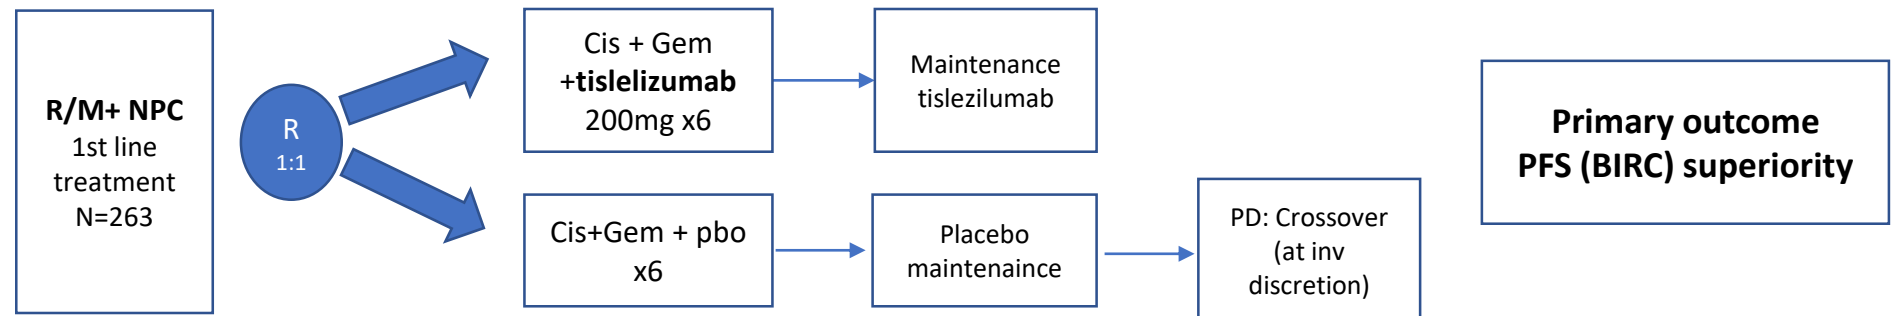 R/M+ NPC
1st line
treatment
N=263
R
1:1
Cis + Gem
+tislelizumab
200mg x6
Maintenance
tislezilumab
Cis+Gem + pbo
x6
Placebo
maintenaince
PD: Crossover
(at inv
discretion)
Primary outcome
PFS (BIRC) superiority